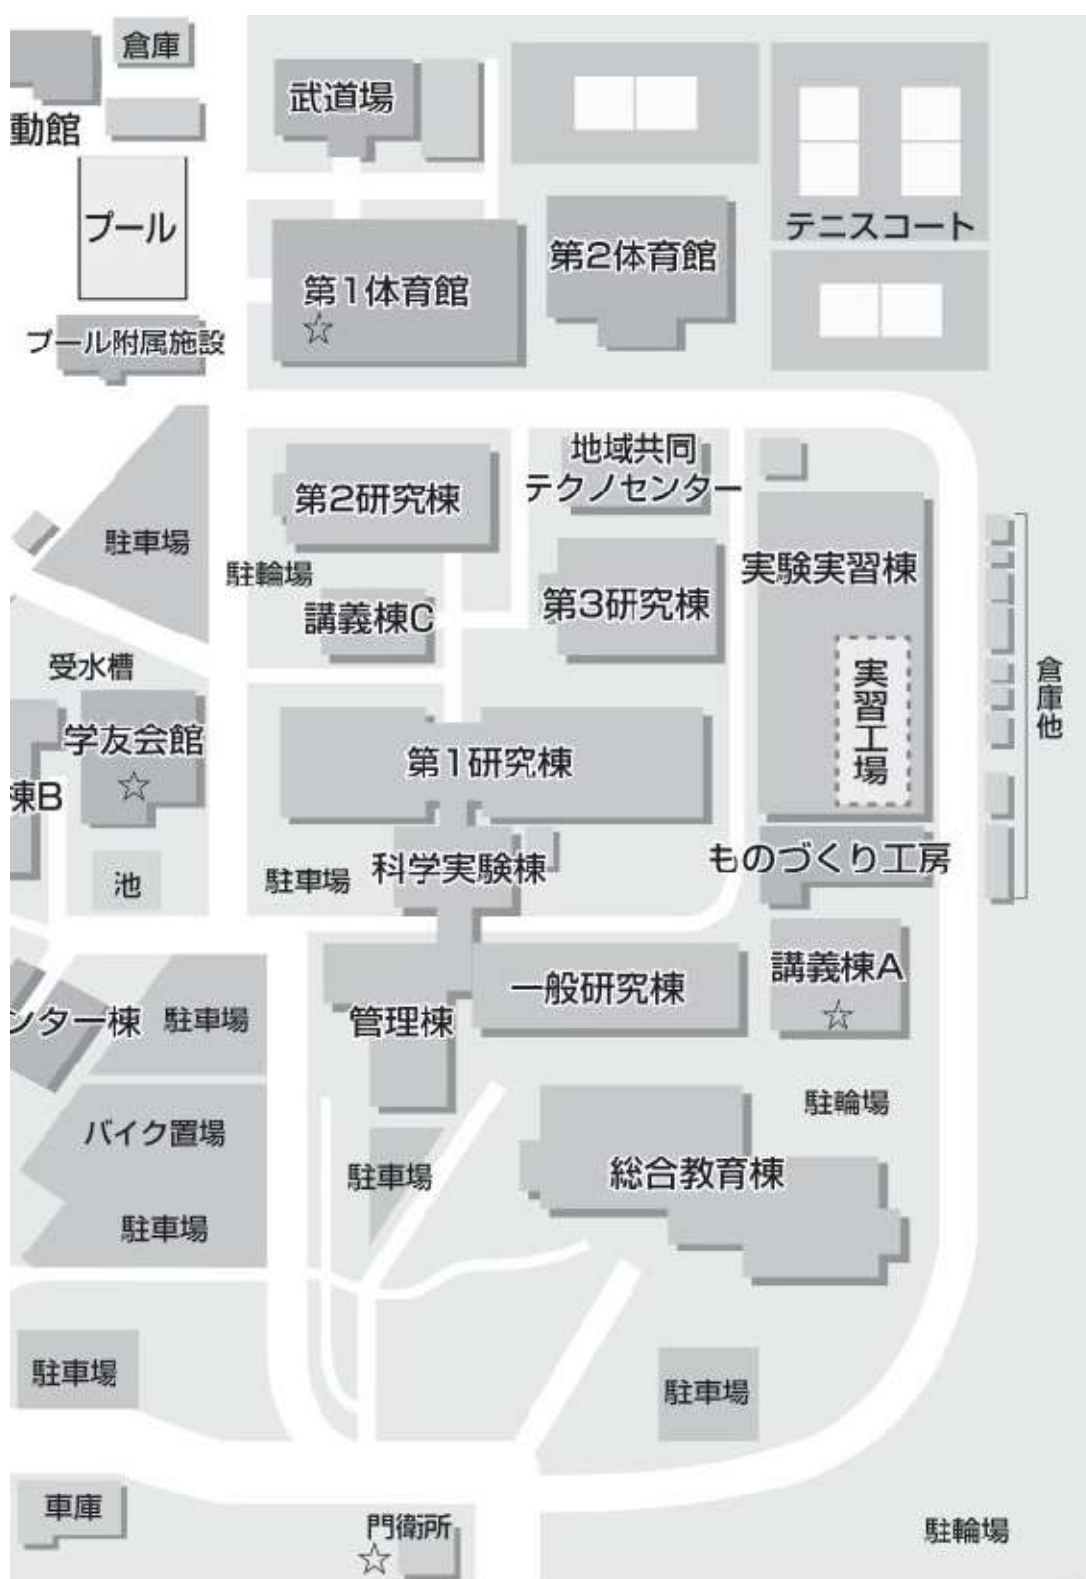 倉庫
武道場
動館
プール
テニスコート
第2体育館
第1体育館
☆
プール附属施設
地域共同
テクノセンター
第2研究棟
駐車場
駐輪場
実験実習棟
講義棟C
第3研究棟
受水槽
実習工場
倉庫他
学友会館
☆
第1研究棟
棟B
ものづくり工房
科学実験棟
駐車場
池
講義棟A
☆
一般研究棟
ンター棟
駐車場
管理棟
駐輪場
バイク置場
駐車場
総合教育棟
駐車場
駐車場
駐車場
車庫
門衛所
☆
駐輪場